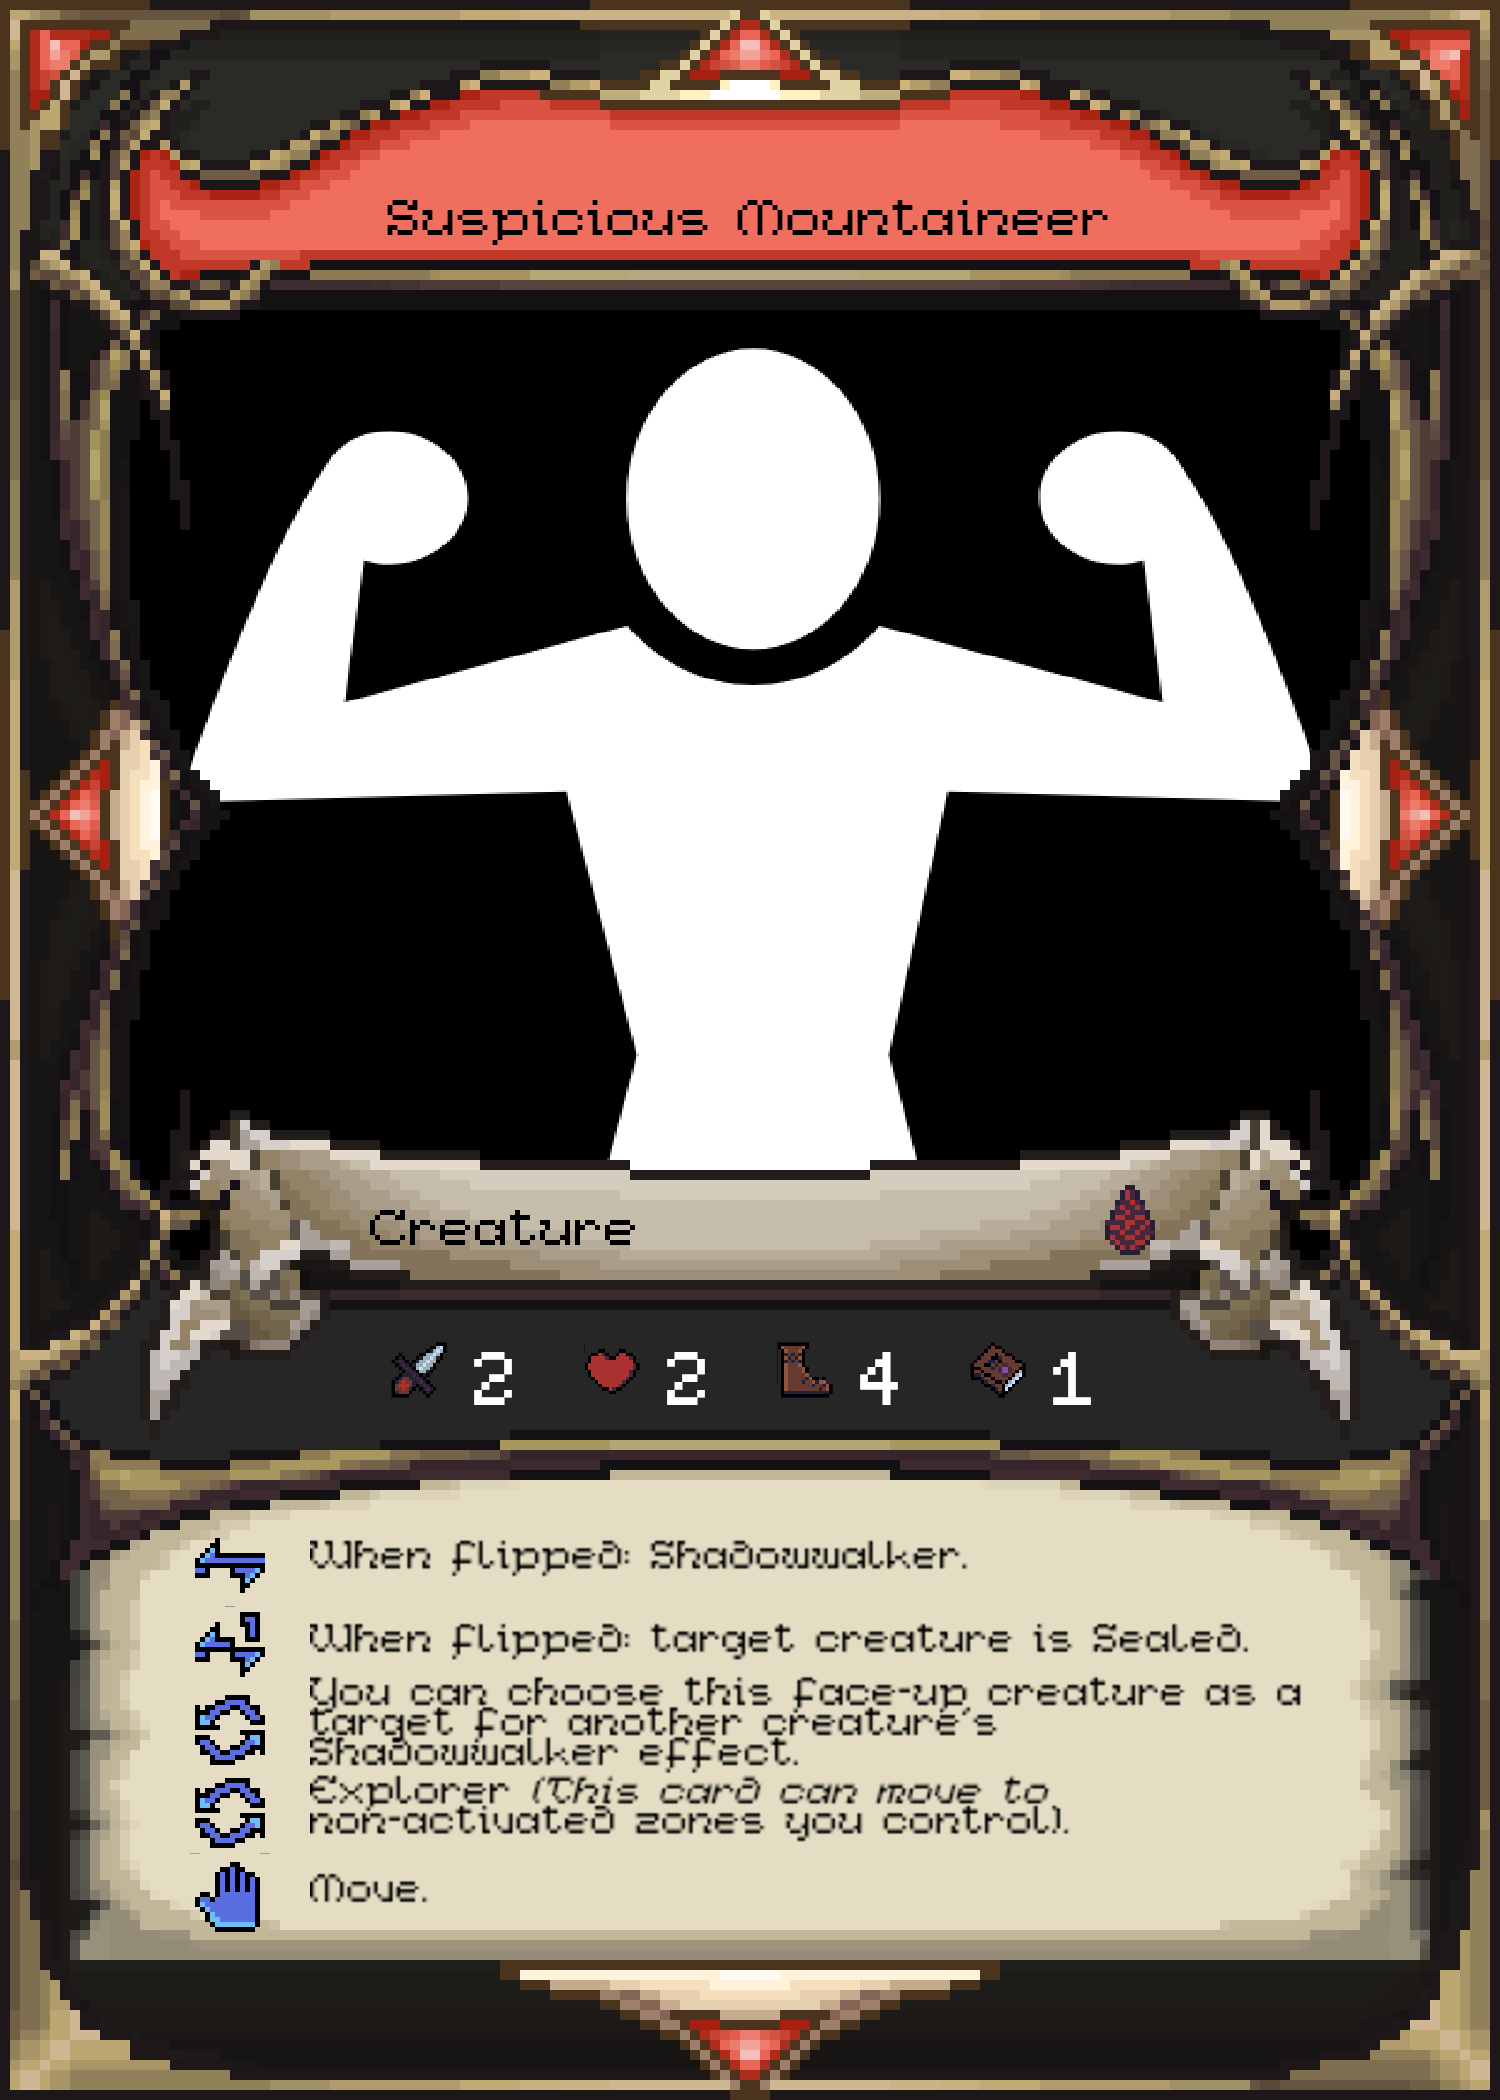 Suspicious Mountaineer
Creature
2 2 4 1
When flipped: Shadowwalker.
When flipped: target creature is Sealed.
You can choose this face-up creature as a
target for another creature's
Shadowwalker effect.
Explorer (This card can move to
non-activated zones you control).
Move.